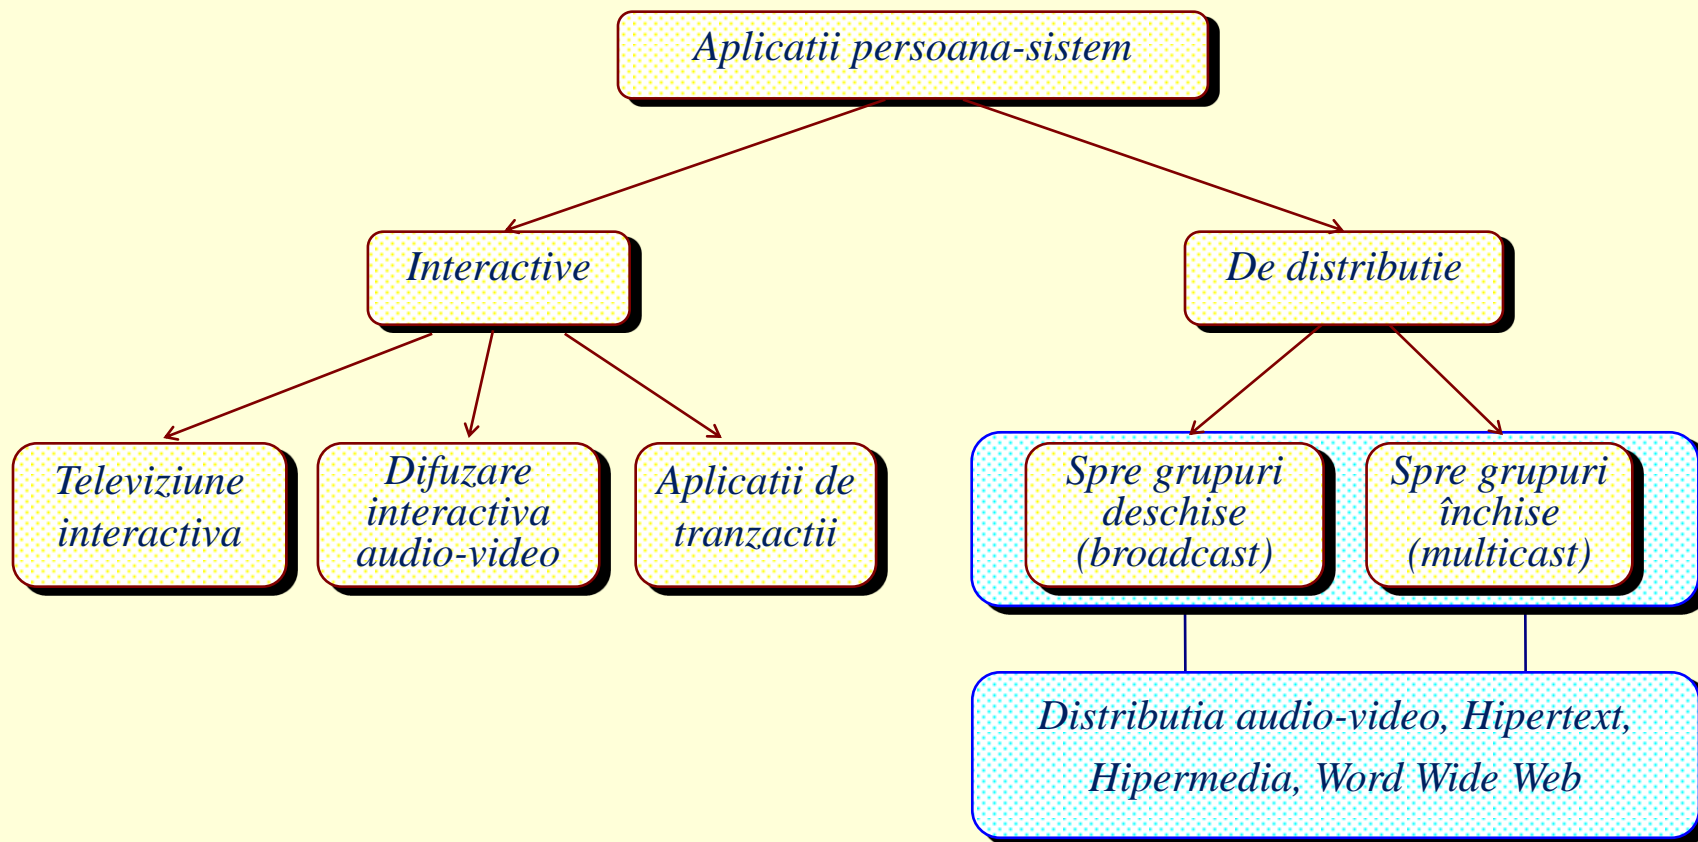 Aplicatii persoana-sistem
Interactive
De distributie
Televiziune
interactiva
Difuzare
interactiva
audio-video
Aplicatii de
tranzactii
Spre grupuri
deschise
(broadcast)
Spre grupuri
închise
(multicast)
Distributia audio-video, Hipertext,
Hipermedia, Word Wide Web